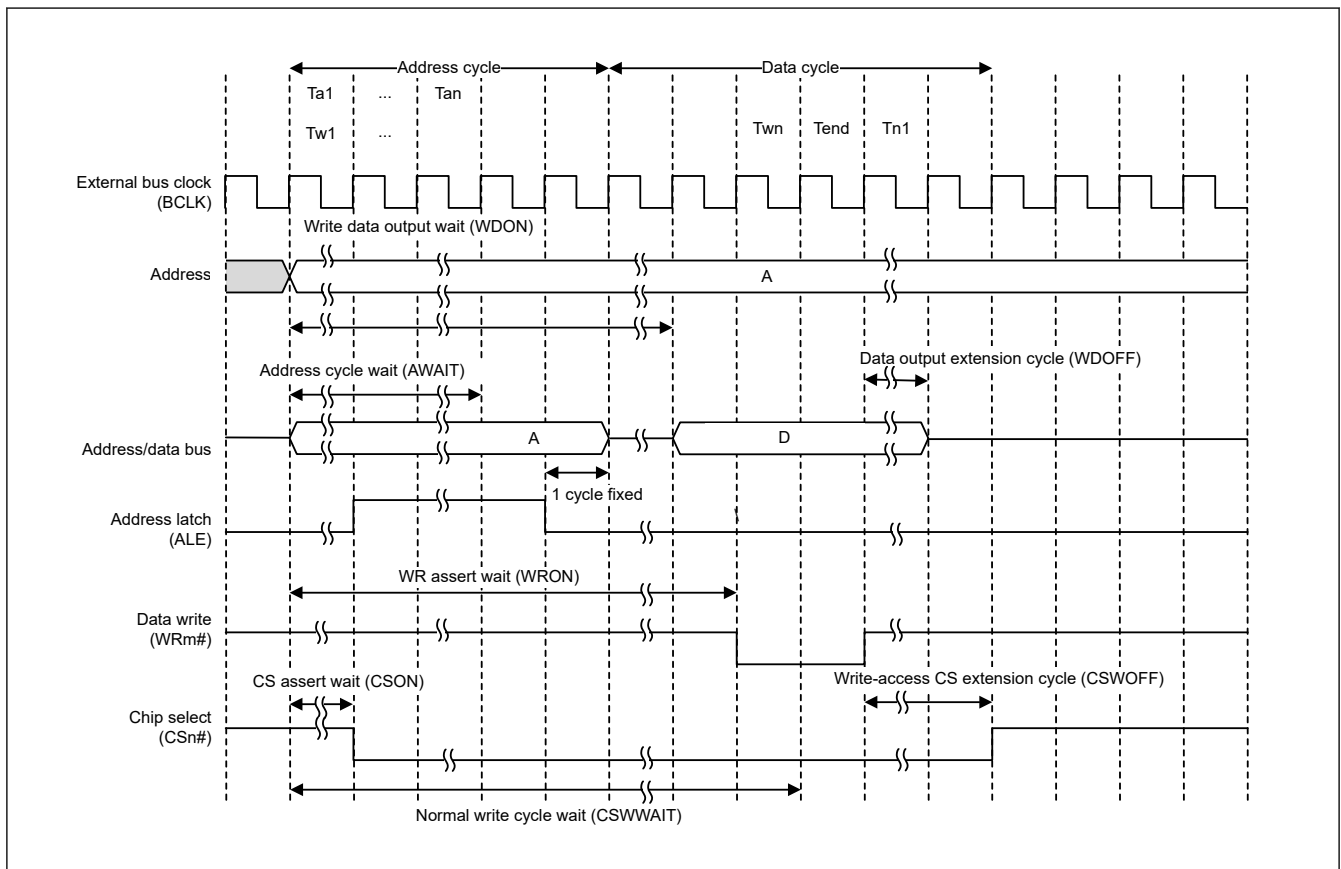 Address cycle
Data cycle
Ta1
...
Tan
Tw1
...
Twn
Tend
Tn1
External bus clock
(BCLK)
Write data output wait (WDON)
Address
A
Data output extension cycle (WDOFF)
Address cycle wait (AWAIT)
Address/data bus
A
D
1 cycle fixed
Address latch
(ALE)
WR assert wait (WRON)
Data write
(WRm#)
CS assert wait (CSON)
Write-access CS extension cycle (CSWOFF)
Chip select
(CSn#)
Normal write cycle wait (CSWWAIT)